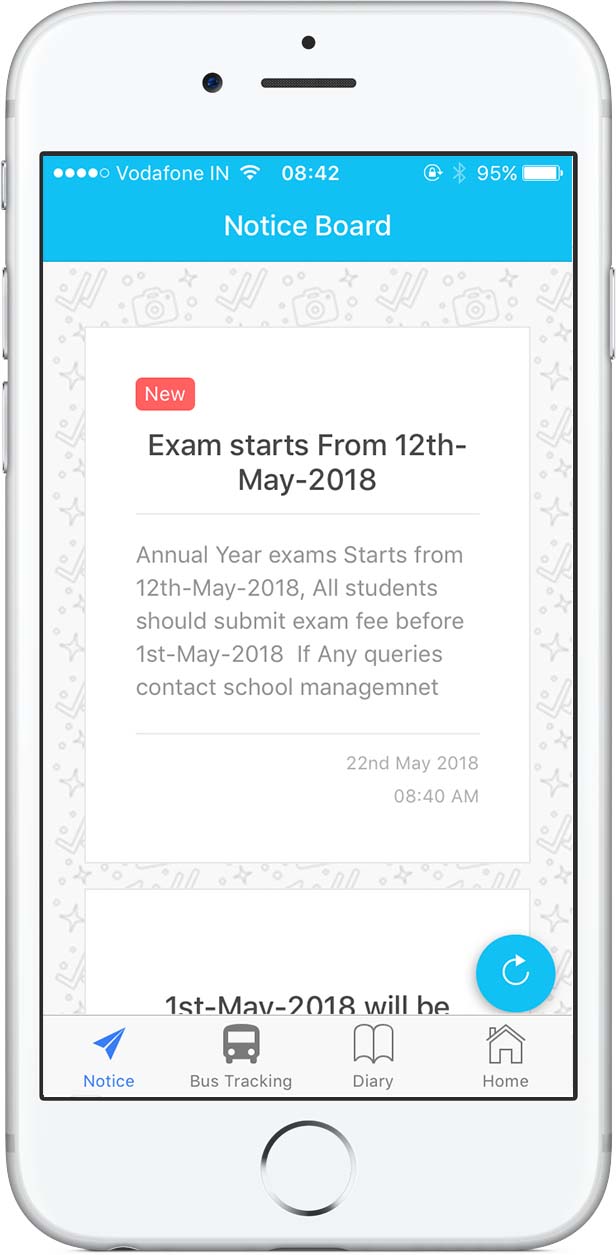 Vodafone IN 08:42 95%
Notice Board
New
Exam starts From 12th-
May-2018
Annual Year exams Starts from
12th-May-2018, All students
should submit exam fee before
1st-May-2018  If Any queries
contact school managemnet
22nd May 2018
08:40 AM
1st-May-2018 will be
Notice Bus Tracking Diary Home